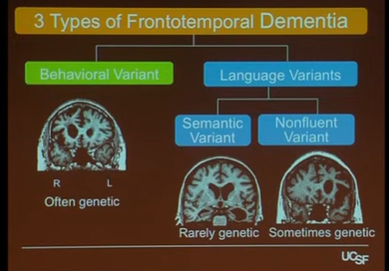 3 Types of Frontotemporal Dementia
Behavioral Variant
Language Variants
Semantic
Variant
Nonfluent
Variant
R L
Often genetic
Rarely genetic
Sometimes genetic
UCSF